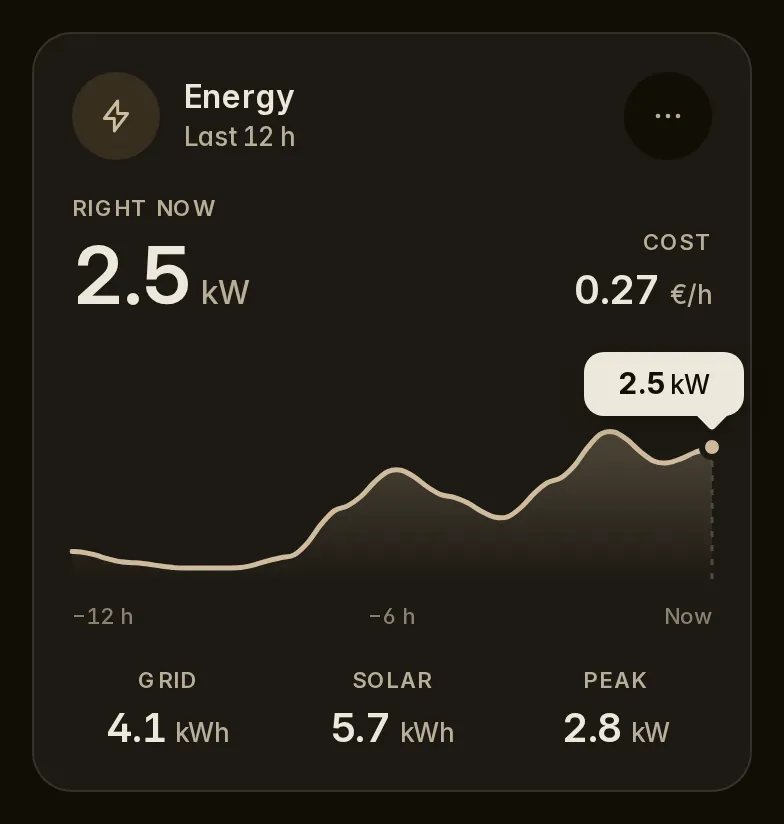 Energy
Last 12 h
RIGHT NOW
2.5 kW
COST
0.27 €/h
2.5 kW
−12 h
−6 h
Now
GRID
4.1 kWh
SOLAR
5.7 kWh
PEAK
2.8 kW